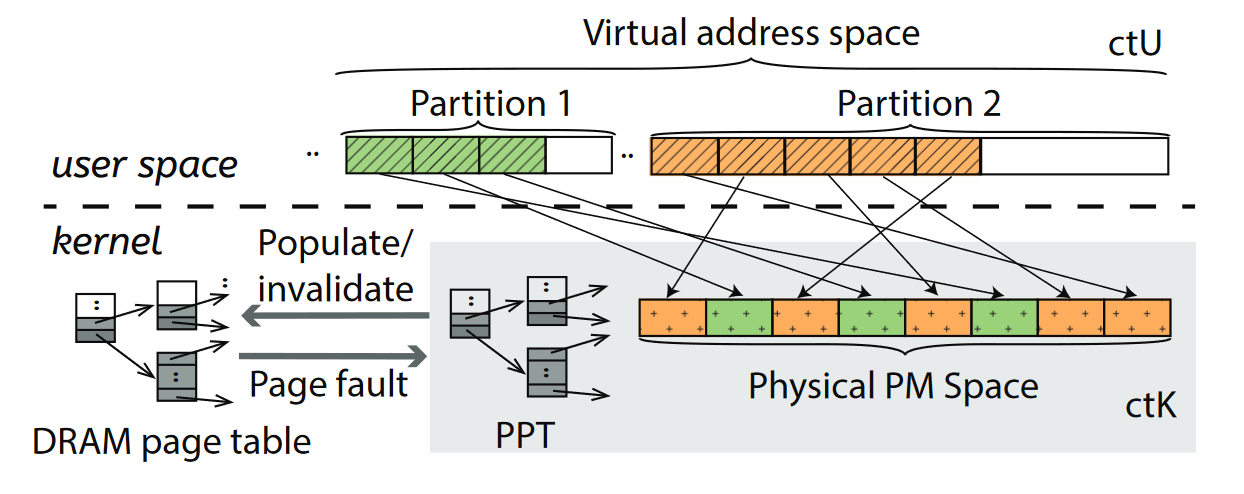 Virtual address space
ctU
Partition 1
Partition 2
user space
..
..
kernel
Populate/
invalidate
Page fault
DRAM page table
PPT
Physical PM Space
ctK